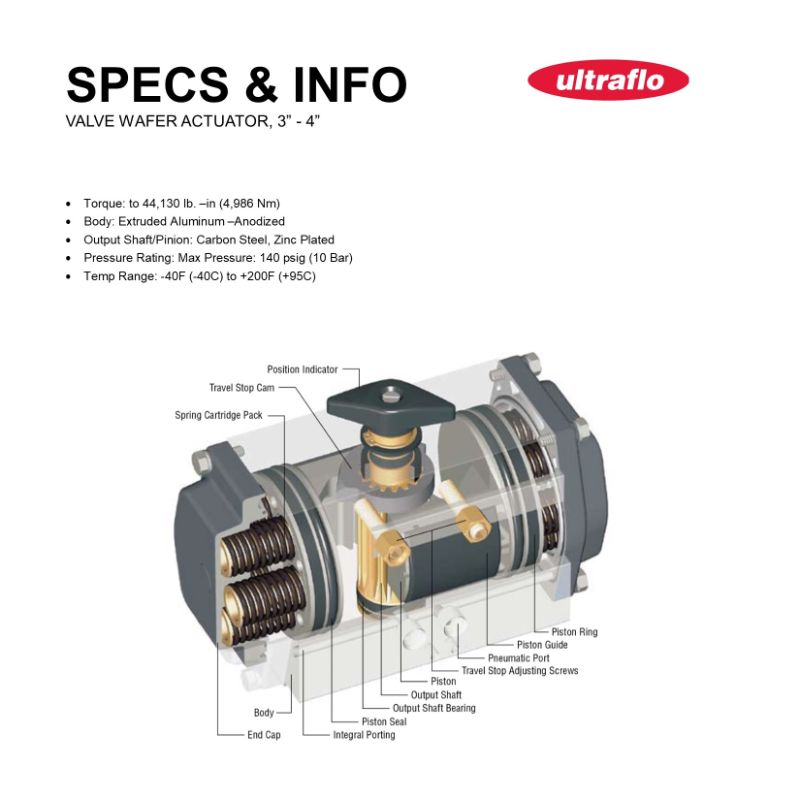 SPECS & INFO
ultraflo
VALVE WAFER ACTUATOR, 3” - 4”
• Torque: to 44,130 lb. –in (4,986 Nm)
• Body: Extruded Aluminum –Anodized
• Output Shaft/Pinion: Carbon Steel, Zinc Plated
• Pressure Rating: Max Pressure: 140 psig (10 Bar)
• Temp Range: -40F (-40C) to +200F (+95C)
Position Indicator
Travel Stop Cam
Spring Cartridge Pack
Piston Ring
Piston Guide
Pneumatic Port
Travel Stop Adjusting Screws
Piston
Output Shaft
Output Shaft Bearing
Body
Piston Seal
End Cap
Integral Porting